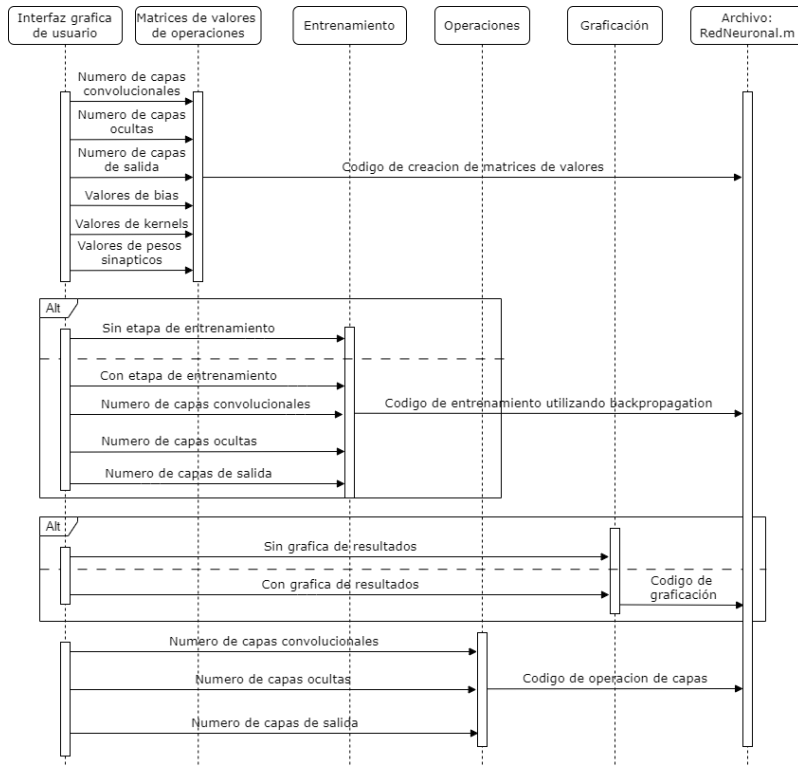 Interfaz grafica
de usuario
Matrices de valores
de operaciones
Entrenamiento
Operaciones
Graficación
Archivo:
RedNeuronal.m
Numero de capas
convolucionales
Numero de capas
ocultas
Numero de capas
de salida
Codigo de creacion de matrices de valores
Valores de bias
Valores de kernels
Valores de pesos
sinapticos
Alt
Sin etapa de entrenamiento
Con etapa de entrenamiento
Numero de capas convolucionales
Codigo de entrenamiento utilizando backpropagation
Numero de capas ocultas
Numero de capas de salida
Alt
Sin grafica de resultados
Con grafica de resultados
Codigo de
graficación
Numero de capas convolucionales
Numero de capas ocultas
Codigo de operacion de capas
Numero de capas de salida